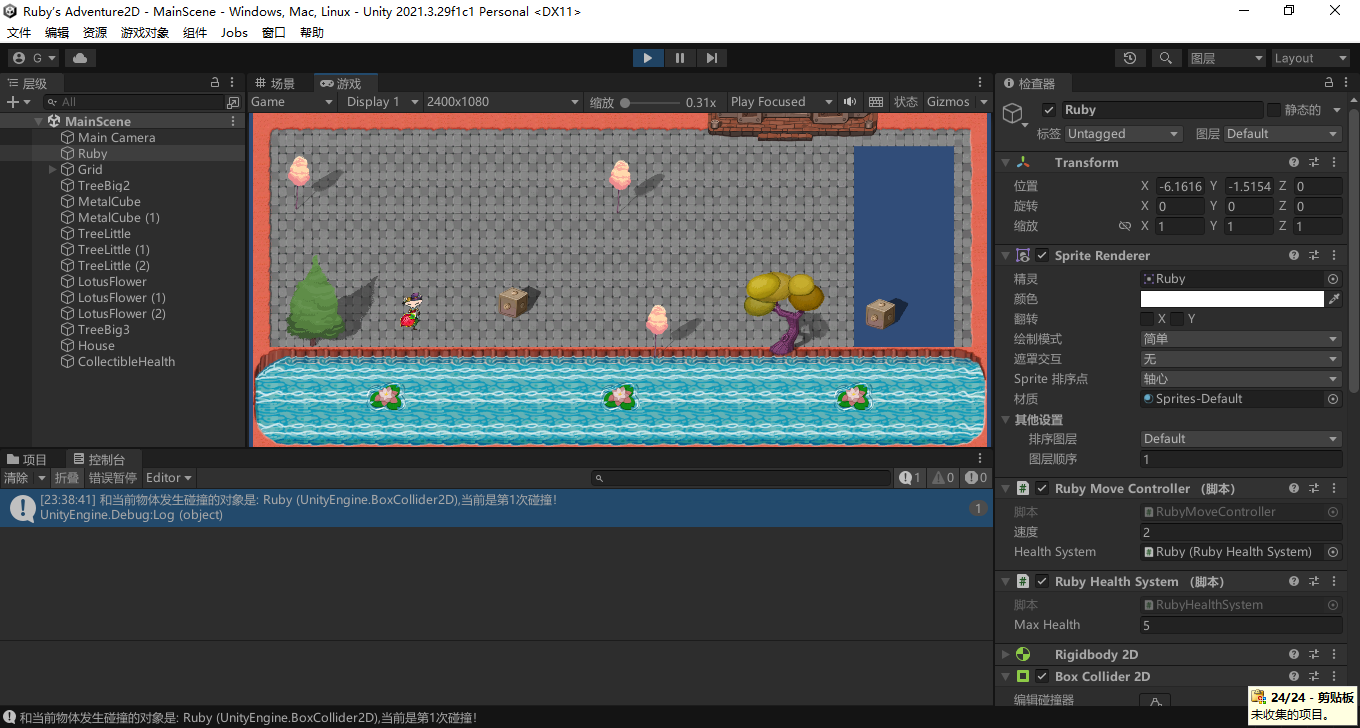 Ruby's Adventure2D - MainScene - Windows, Mac, Linux - Unity 2021.3.29f1c1 Personal <DX11>
文件 编辑 资源 游戏对象 组件 Jobs 窗口 帮助
G 图层 Layout
层级
All
MainScene
Main Camera
Ruby
Grid
TreeBig2
MetalCube
MetalCube (1)
TreeLittle
TreeLittle (1)
TreeLittle (2)
LotusFlower
LotusFlower (1)
LotusFlower (2)
TreeBig3
House
CollectibleHealth
场景 游戏
Game Display 1 2400x1080 缩放 0.31x Play Focused 状态 Gizmos
项目 控制台
清除 折叠 错误暂停 Editor 1 0 0
[23:38:41] 和当前物体发生碰撞的对象是: Ruby (UnityEngine.BoxCollider2D),当前是第1次碰撞!
UnityEngine.Debug:Log (object)
1
和当前物体发生碰撞的对象是: Ruby (UnityEngine.BoxCollider2D),当前是第1次碰撞!
检查器
Ruby 静态的
标签 Untagged 图层 Default
Transform
位置 X -6.1616 Y -1.5154 Z 0
旋转 X 0 Y 0 Z 0
缩放 X 1 Y 1 Z 1
Sprite Renderer
精灵 Ruby
颜色
翻转 X Y
绘制模式 简单
遮罩交互 无
Sprite 排序点 轴心
材质 Sprites-Default
其他设置
排序图层 Default
图层顺序 1
Ruby Move Controller （脚本）
脚本 RubyMoveController
速度 2
Health System Ruby (Ruby Health System)
Ruby Health System （脚本）
脚本 RubyHealthSystem
Max Health 5
Rigidbody 2D
Box Collider 2D
编辑碰撞器
24/24 - 剪贴板
未收集的项目。